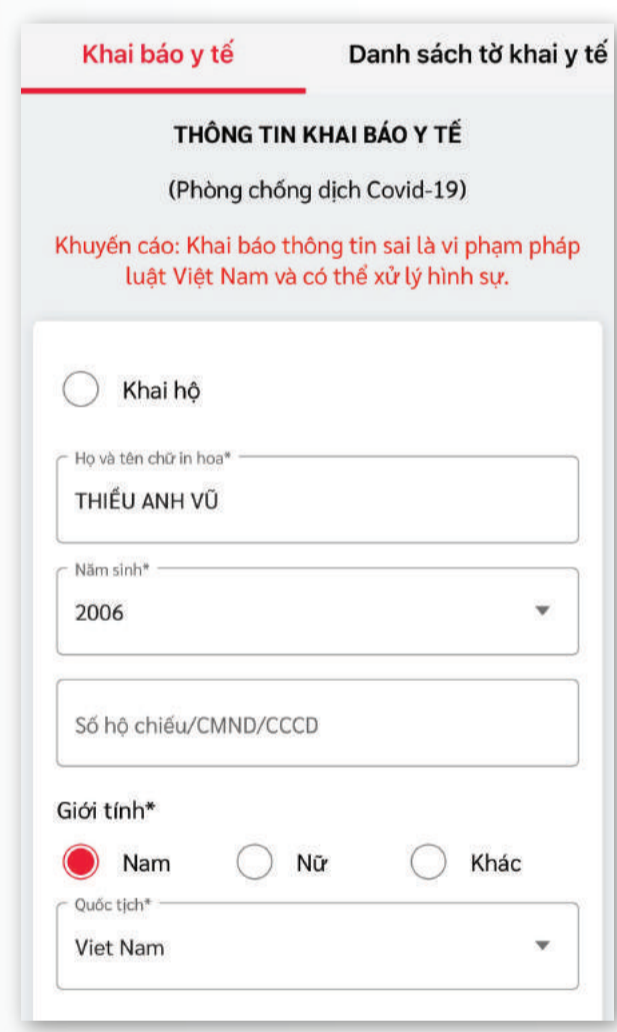 Khai báo y tế
Danh sách tờ khai y tế
THÔNG TIN KHAI BÁO Y TẾ
(Phòng chống dịch Covid-19)
Khuyến cáo: Khai báo thông tin sai là vi phạm pháp
luật Việt Nam và có thể xử lý hình sự.
Khai hộ
Họ và tên chữ in hoa*
THIỀU ANH VŨ
Năm sinh*
2006
Số hộ chiếu/CMND/CCCD
Giới tính*
Nam
Nữ
Khác
Quốc tịch*
Viet Nam